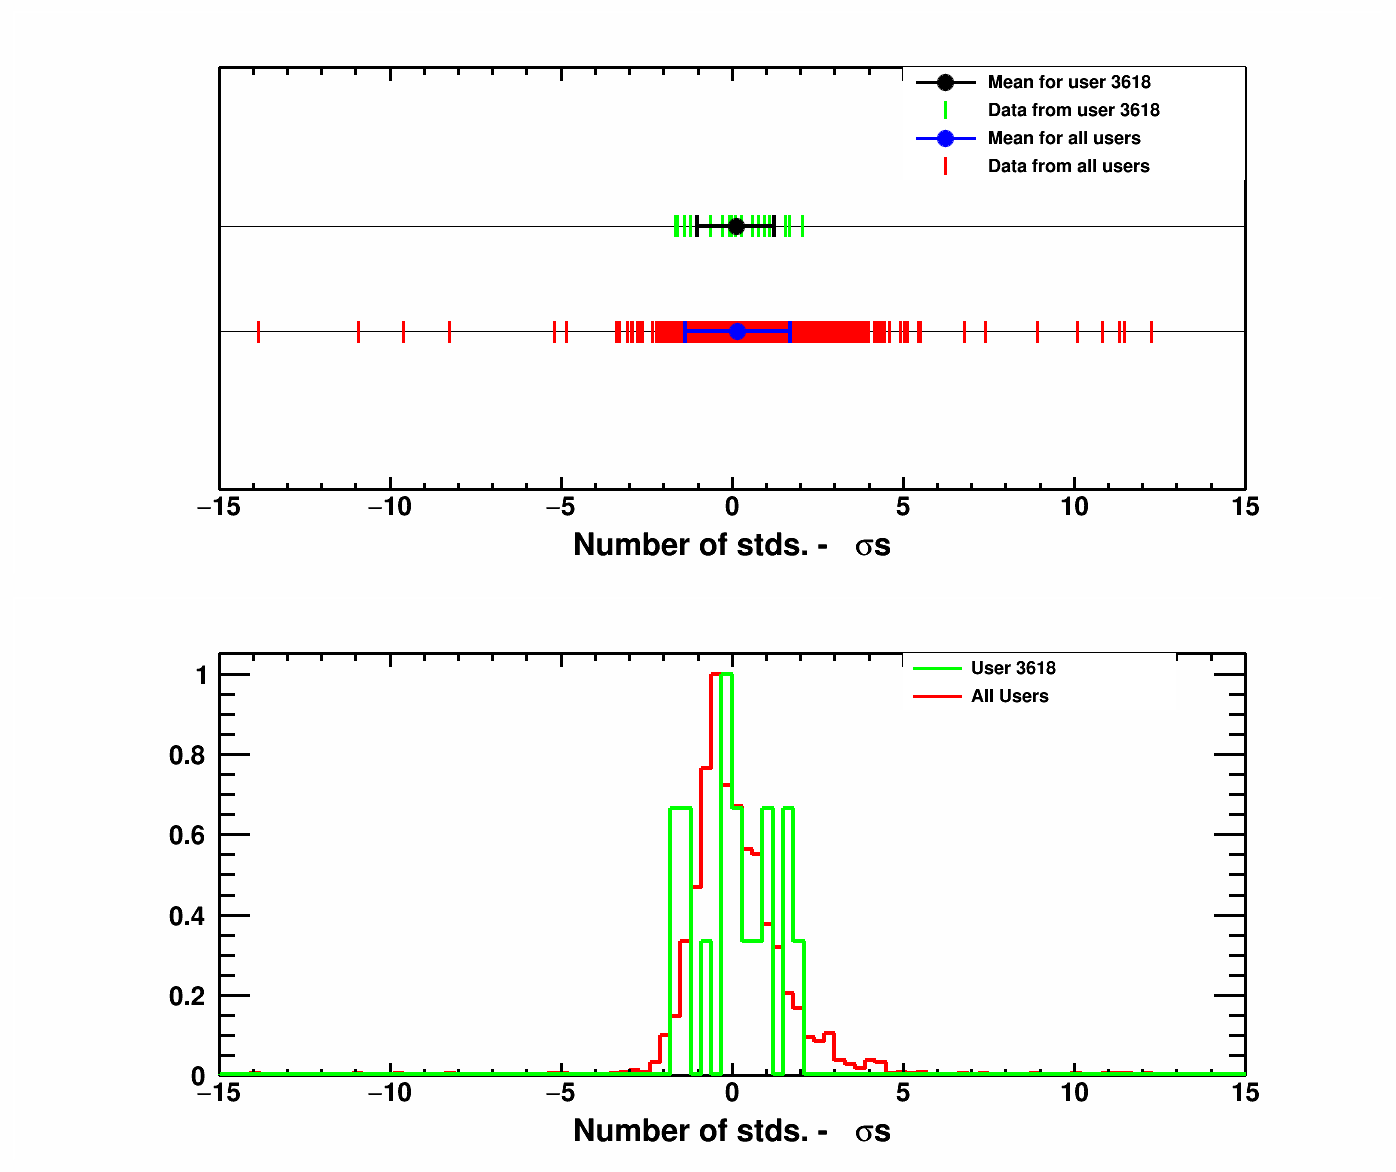 Mean for user 3618
Data from user 3618
Mean for all users
Data from all users
−15 −10 −5 0 5 10 15
Number of stds. - σs
User 3618
All Users
1
0.8
0.6
0.4
0.2
0
−15 −10 −5 0 5 10 15
Number of stds. - σs